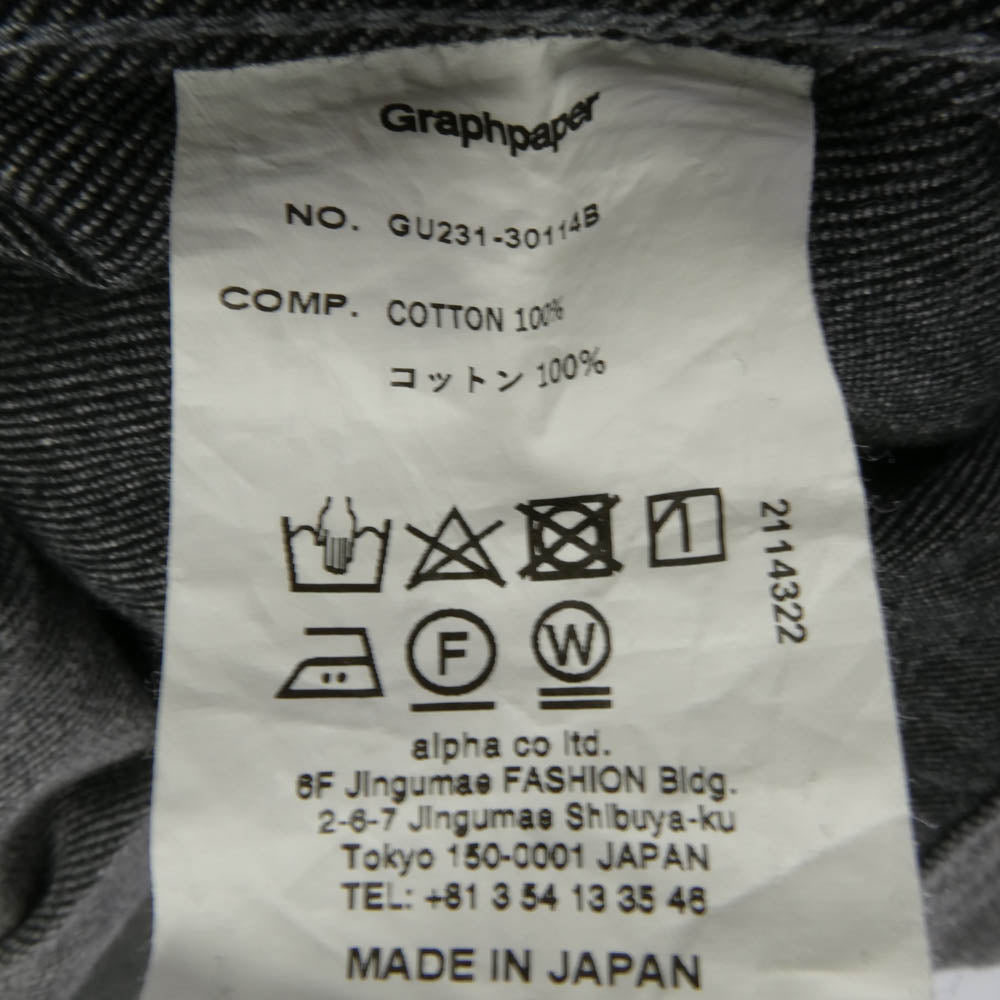 Graphpaper
NO. GU231-30114B
COMP. COTTON 100%
コットン 100%
2114322
F W
alpha co ltd.
6F Jingumae FASHION Bldg.
2-6-7 Jingumae Shibuya-ku
Tokyo 150-0001 JAPAN
TEL: +81 3 54 13 35 46
MADE IN JAPAN